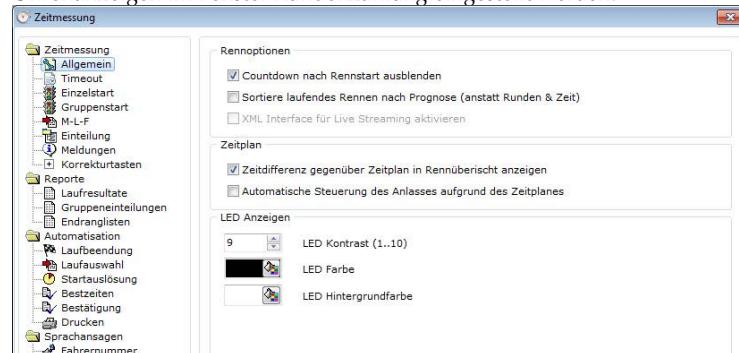 Zeitmessung
Zeitmessung
Allgemein
Timeout
Einzelstart
Gruppenstart
M-L-F
Einteilung
Meldungen
Korrekturtasten
Reporte
Laufresultate
Gruppeneinteilungen
Endranglisten
Automatisation
Laufbeendung
Laufauswahl
Startauslösung
Bestzeiten
Bestätigung
Drucken
Sprachansagen
Fahrernummer
Rennoptionen
Countdown nach Rennstart ausblenden
Sortiere laufendes Rennen nach Prognose (anstatt Runden & Zeit)
XML Interface für Live Streaming aktivieren
Zeitplan
Zeitdifferenz gegenüber Zeitplan in Rennüberischt anzeigen
Automatische Steuerung des Anlasses aufgrund des Zeitplanes
LED Anzeigen
9
LED Kontrast (1..10)
LED Farbe
LED Hintergrundfarbe